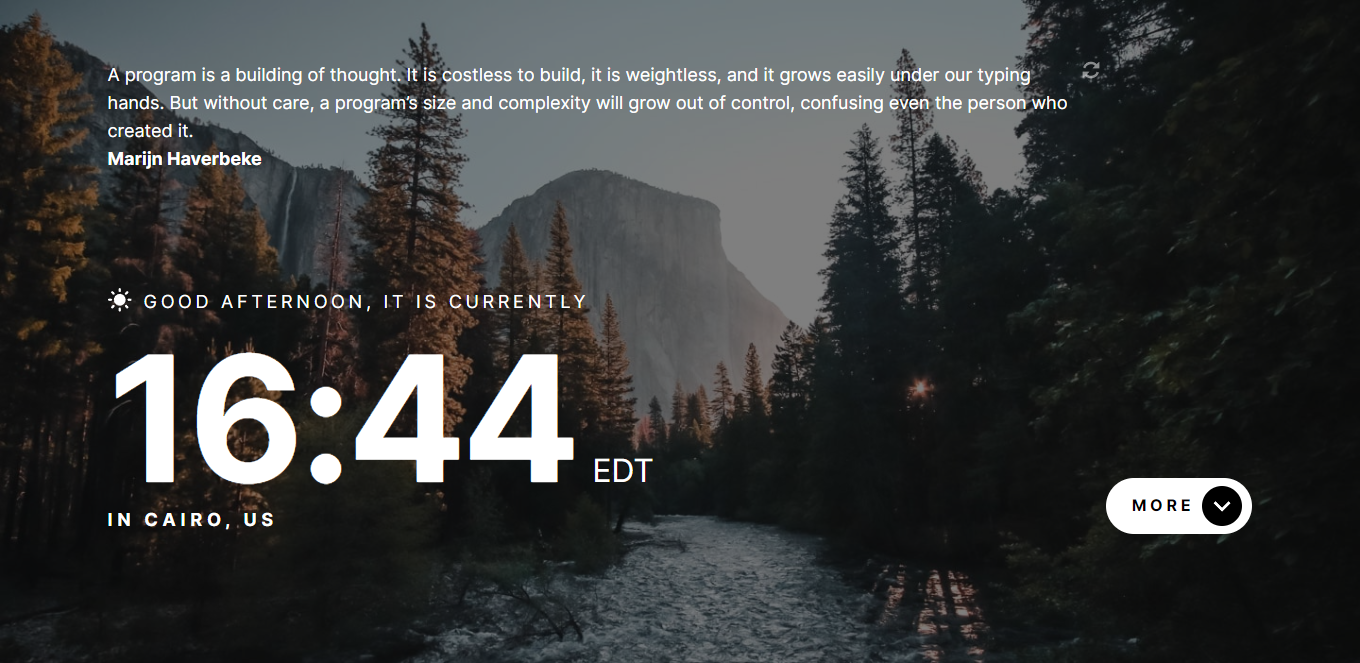 A program is a building of thought. It is costless to build, it is weightless, and it grows easily under our typing
hands. But without care, a program's size and complexity will grow out of control, confusing even the person who
created it.
Marijn Haverbeke
GOOD AFTERNOON, IT IS CURRENTLY
16:44 EDT
IN CAIRO, US
MORE